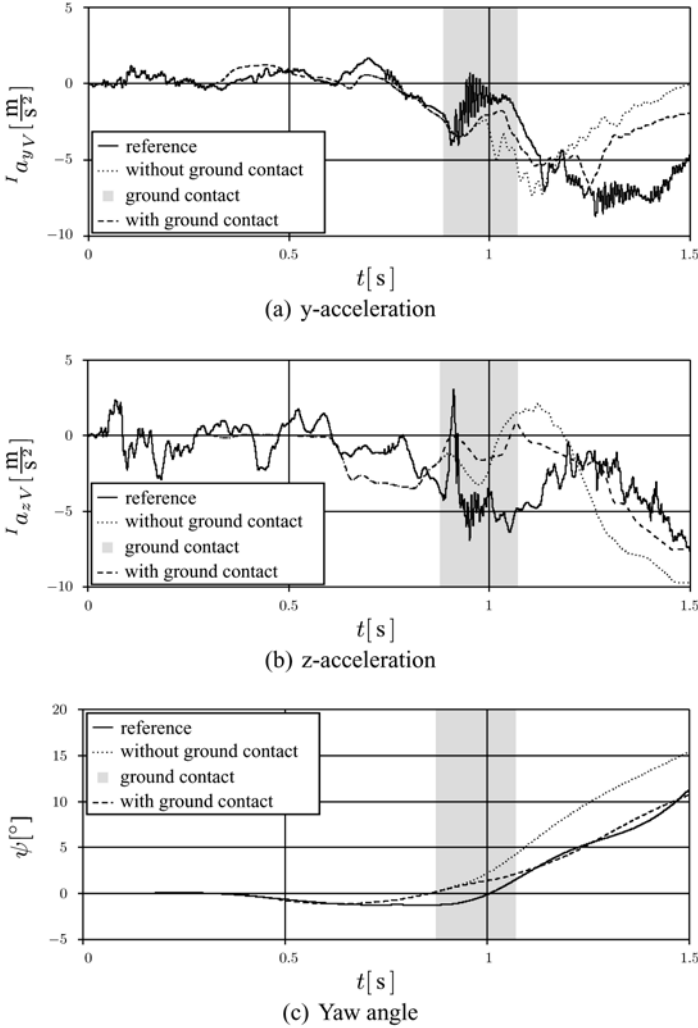 5
0
−5
−10
I a y V [m/s²]
reference
without ground contact
ground contact
with ground contact
0 0.5 1 1.5
t[s]
(a) y-acceleration
5
0
−5
−10
I a z V [m/s²]
reference
without ground contact
ground contact
with ground contact
0 0.5 1 1.5
t[s]
(b) z-acceleration
20
15
10
5
0
−5
ψ[°]
reference
without ground contact
ground contact
with ground contact
0 0.5 1 1.5
t[s]
(c) Yaw angle